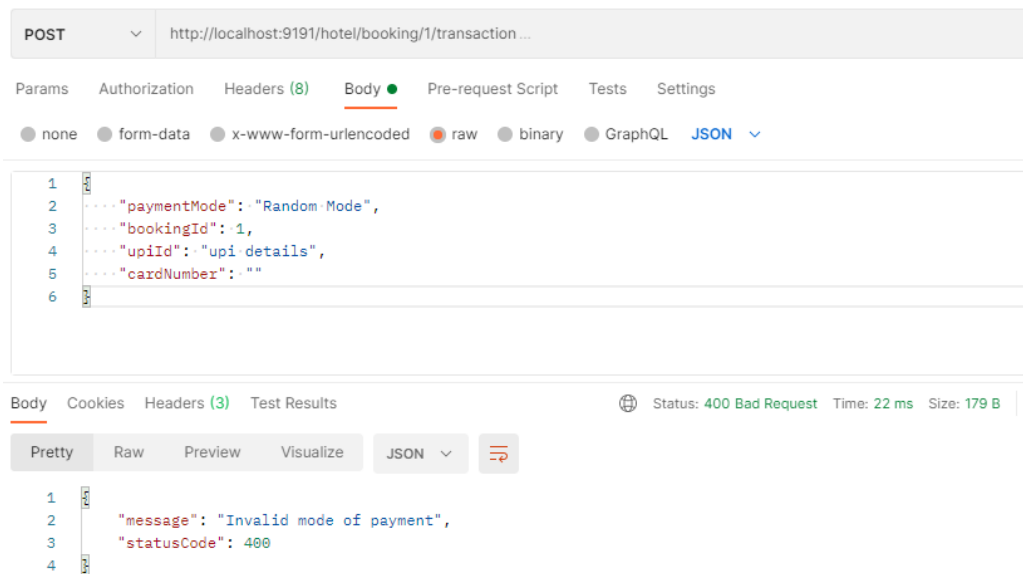 POST http://localhost:9191/hotel/booking/1/transaction ...
Params Authorization Headers (8) Body Pre-request Script Tests Settings
none form-data x-www-form-urlencoded raw binary GraphQL JSON
1 {
2 "paymentMode": "Random Mode",
3 "bookingId": 1,
4 "upiId": "upi details",
5 "cardNumber": ""
6 }
Body Cookies Headers (3) Test Results Status: 400 Bad Request Time: 22 ms Size: 179 B
Pretty Raw Preview Visualize JSON
1 {
2 "message": "Invalid mode of payment",
3 "statusCode": 400
4 }